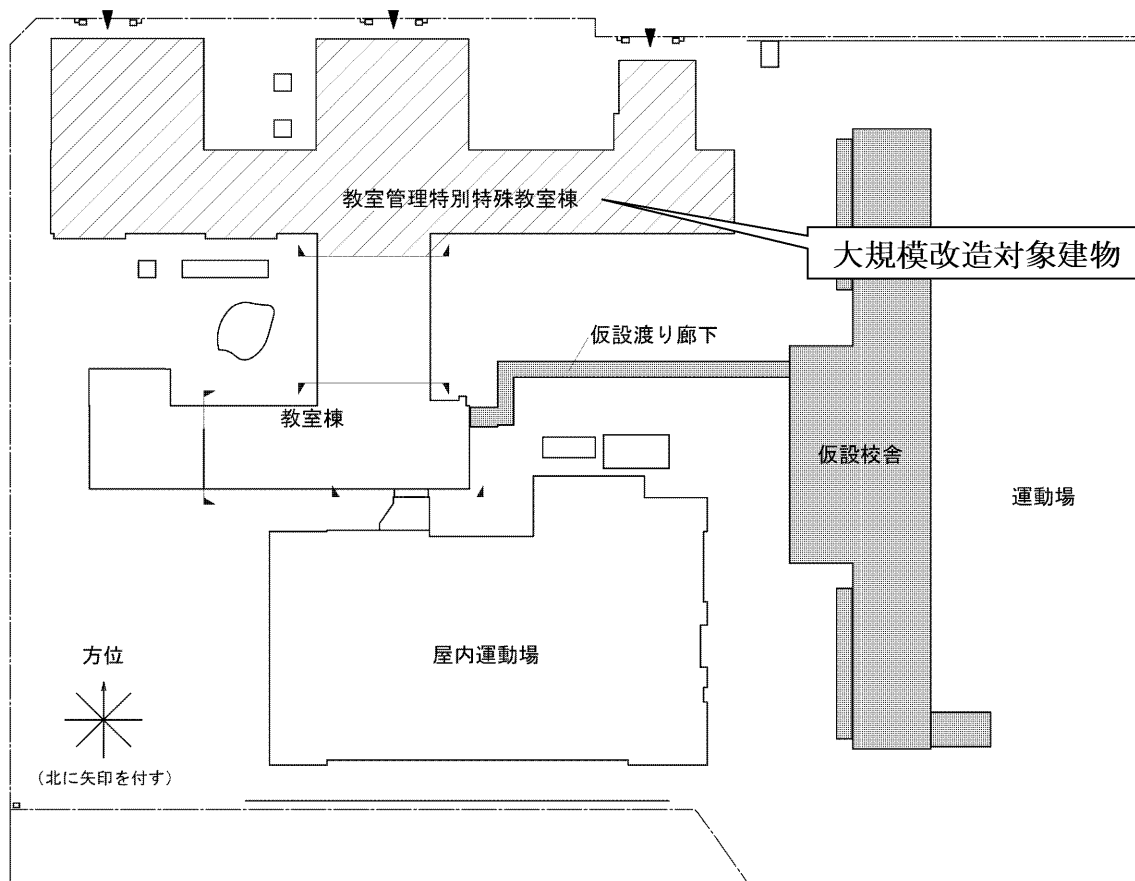 教室管理特別特殊教室棟
大規模改造対象建物
仮設渡り廊下
教室棟
仮設校舎
運動場
屋内運動場
方位
(北に矢印を付す)